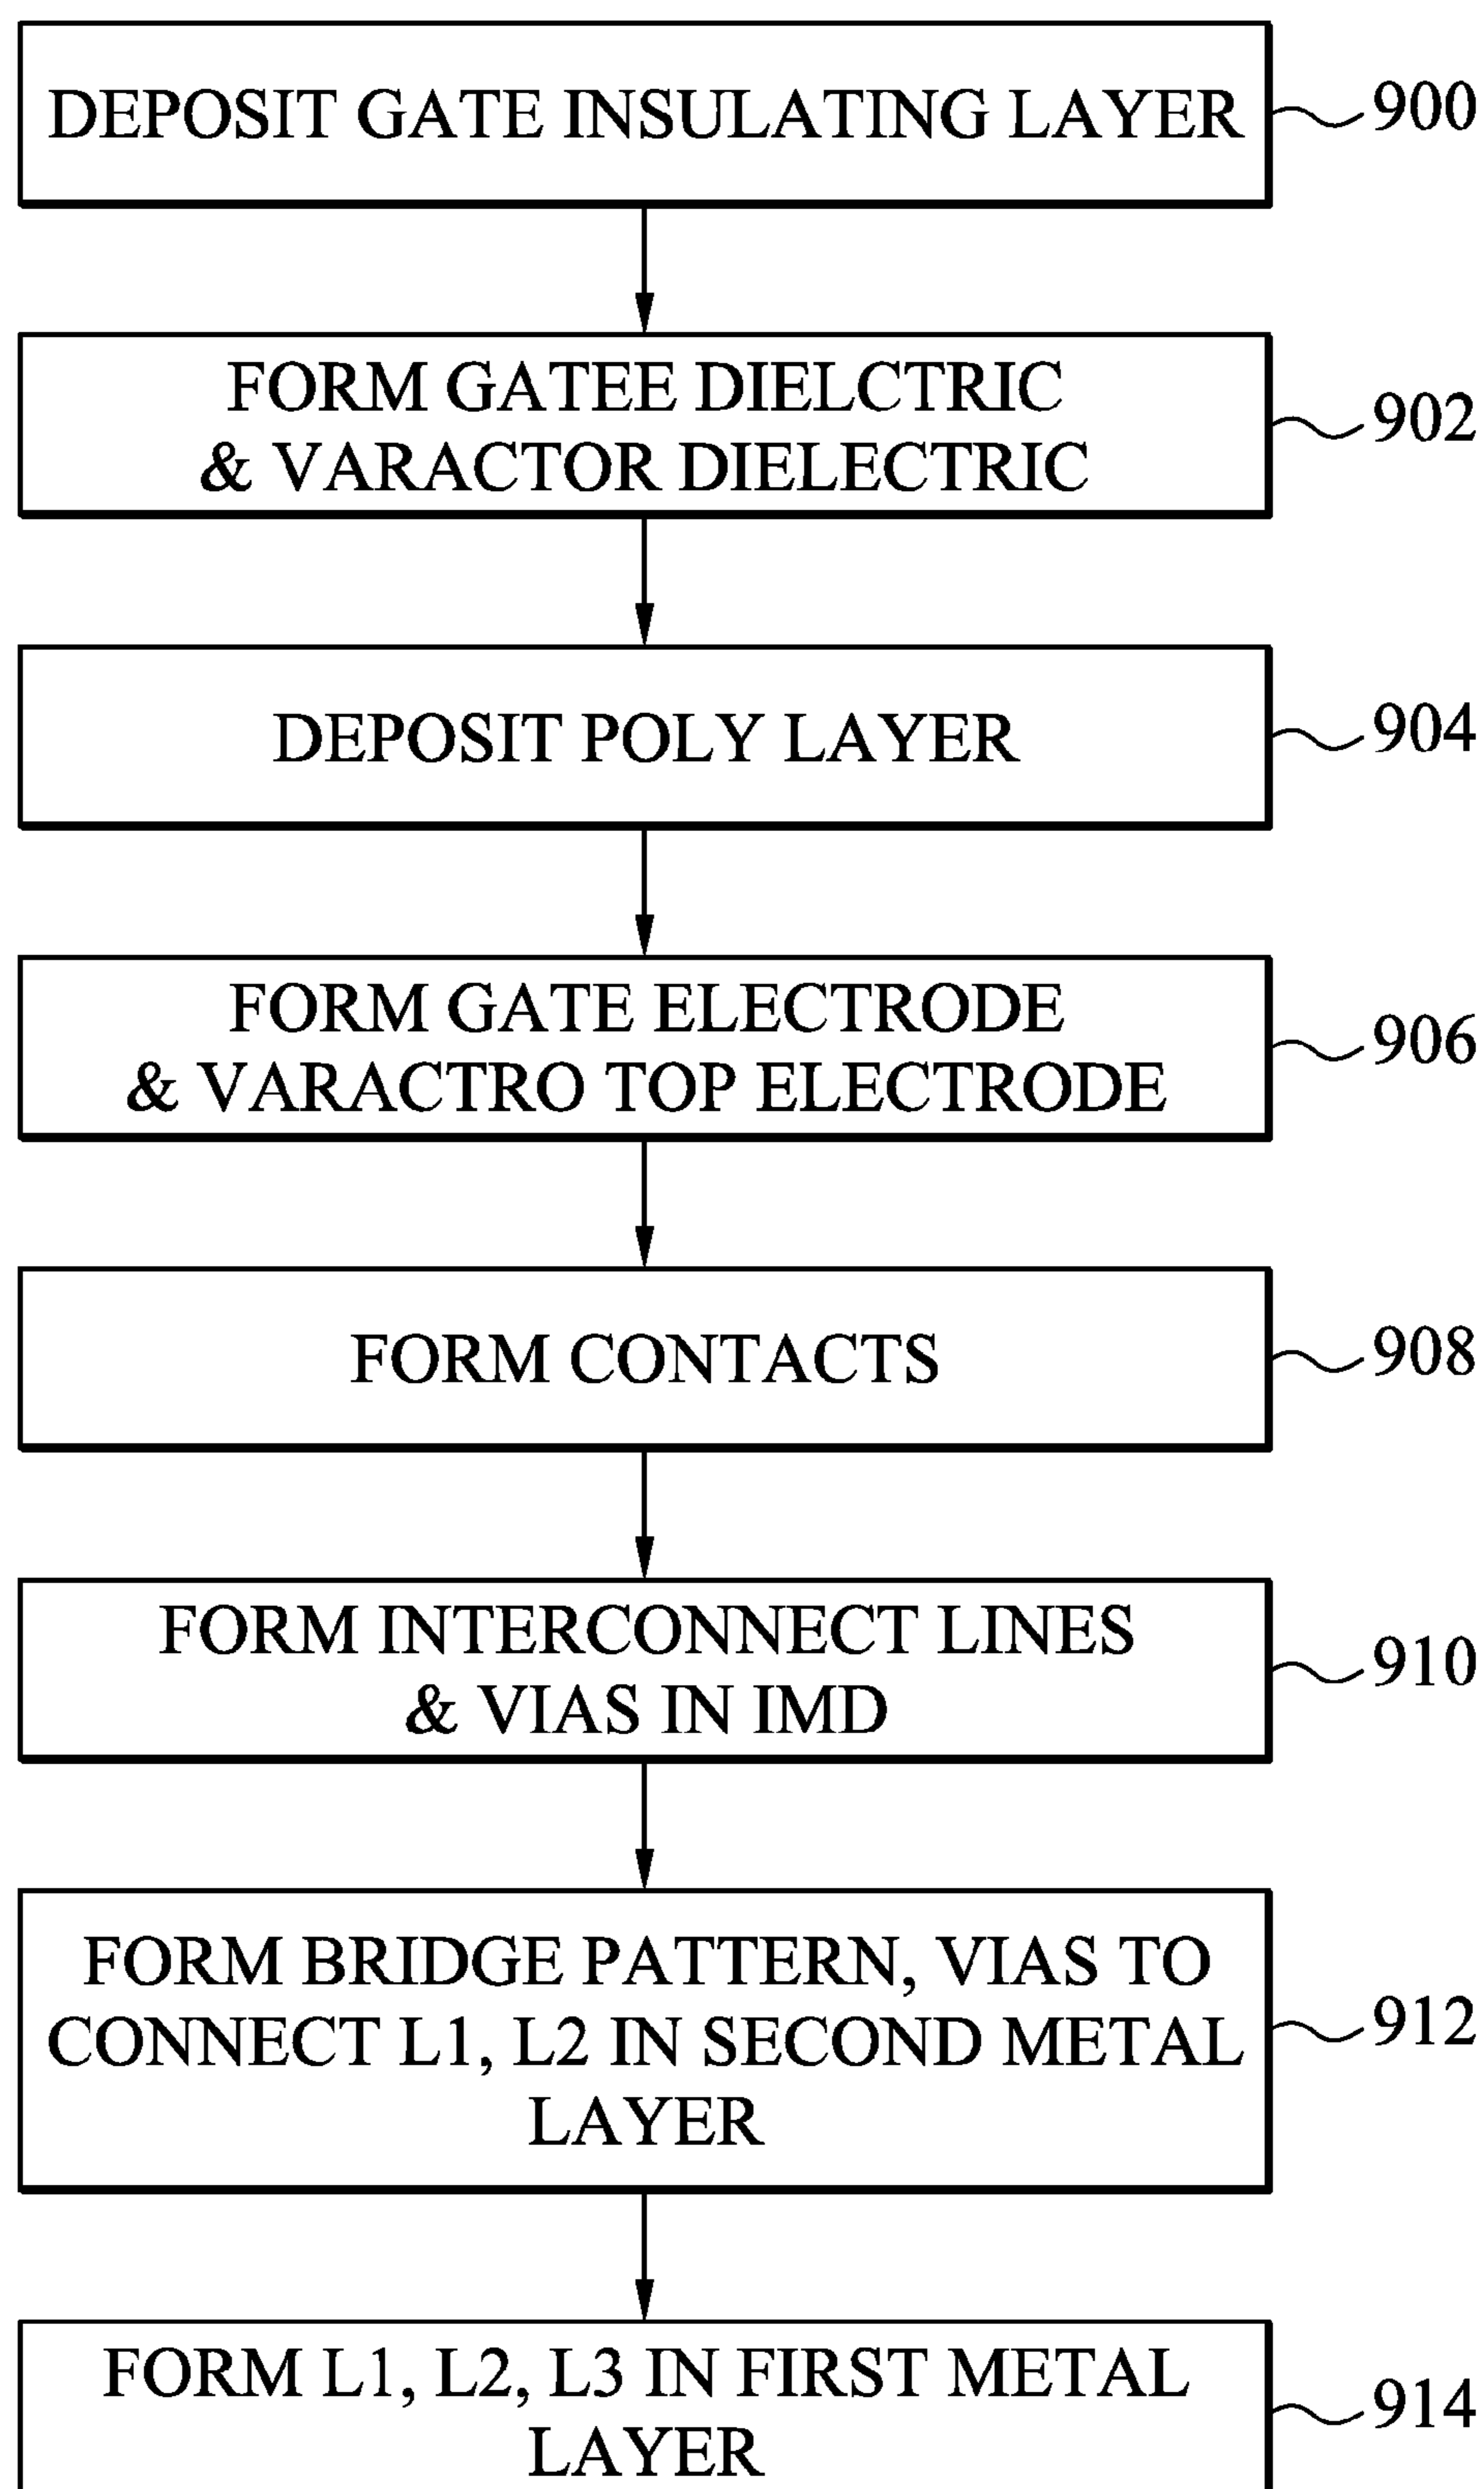 DEPOSIT GATE INSULATING LAYER
900
FORM GATEE DIELCTRIC
& VARACTOR DIELECTRIC
902
DEPOSIT POLY LAYER
904
FORM GATE ELECTRODE
& VARACTRO TOP ELECTRODE
906
FORM CONTACTS
908
FORM INTERCONNECT LINES
& VIAS IN IMD
910
FORM BRIDGE PATTERN, VIAS TO
CONNECT L1, L2 IN SECOND METAL
LAYER
912
FORM L1, L2, L3 IN FIRST METAL
LAYER
914